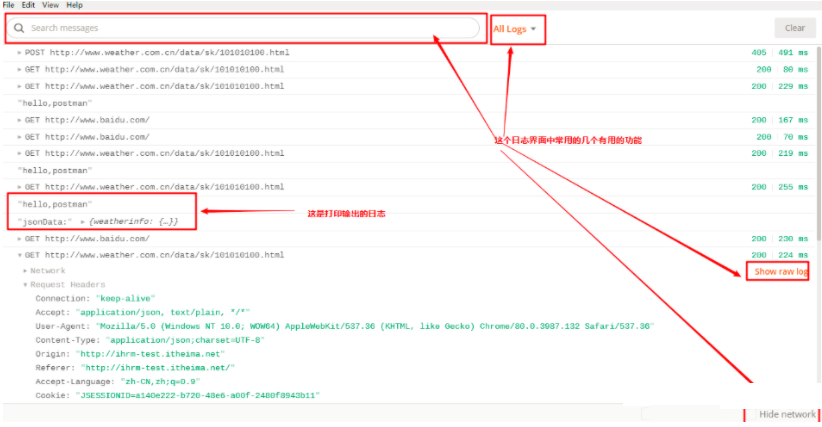 File Edit View Help
Search messages
All Logs ▼
Clear
▸ POST http://www.weather.com.cn/data/sk/101010100.html 405 491 ms
▸ GET http://www.weather.com.cn/data/sk/101010100.html 200 80 ms
▸ GET http://www.weather.com.cn/data/sk/101010100.html 200 229 ms
"hello,postman"
▸ GET http://www.baidu.com/ 200 167 ms
▸ GET http://www.baidu.com/ 200 70 ms
这个日志界面中常用的几个有用的功能
▸ GET http://www.weather.com.cn/data/sk/101010100.html 200 219 ms
"hello,postman"
▸ GET http://www.weather.com.cn/data/sk/101010100.html 200 255 ms
"hello,postman"
这是打印输出的日志
"jsonData:" ▸ {weatherinfo: {…}}
▸ GET http://www.baidu.com/ 200 230 ms
▾ GET http://www.weather.com.cn/data/sk/101010100.html 200 224 ms
▸ Network
Show raw log
▾ Request Headers
Connection: "keep-alive"
Accept: "application/json, text/plain, */*"
User-Agent: "Mozilla/5.0 (Windows NT 10.0; WOW64) AppleWebKit/537.36 (KHTML, like Gecko) Chrome/80.0.3987.132 Safari/537.36"
Content-Type: "application/json;charset=UTF-8"
Origin: "http://ihrm-test.itheima.net"
Referer: "http://ihrm-test.itheima.net/"
Accept-Language: "zh-CN,zh;q=0.9"
Cookie: "JSESSIONID=a140e222-b720-48e6-a00f-2480f8943b11"
Hide network